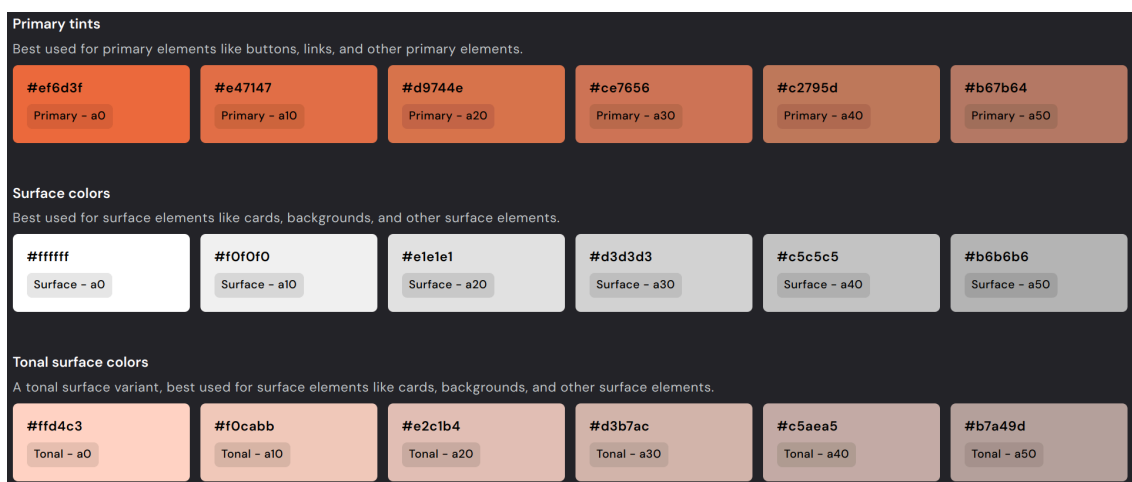 Primary tints
Best used for primary elements like buttons, links, and other primary elements.
#ef6d3f #e47147 #d9744e #ce7656 #c2795d #b67b64
Primary - a0 Primary - a10 Primary - a20 Primary - a30 Primary - a40 Primary - a50
Surface colors
Best used for surface elements like cards, backgrounds, and other surface elements.
#ffffff #f0f0f0 #e1e1e1 #d3d3d3 #c5c5c5 #b6b6b6
Surface - a0 Surface - a10 Surface - a20 Surface - a30 Surface - a40 Surface - a50
Tonal surface colors
A tonal surface variant, best used for surface elements like cards, backgrounds, and other surface elements.
#ffd4c3 #f0cabb #e2c1b4 #d3b7ac #c5aea5 #b7a49d
Tonal - a0 Tonal - a10 Tonal - a20 Tonal - a30 Tonal - a40 Tonal - a50